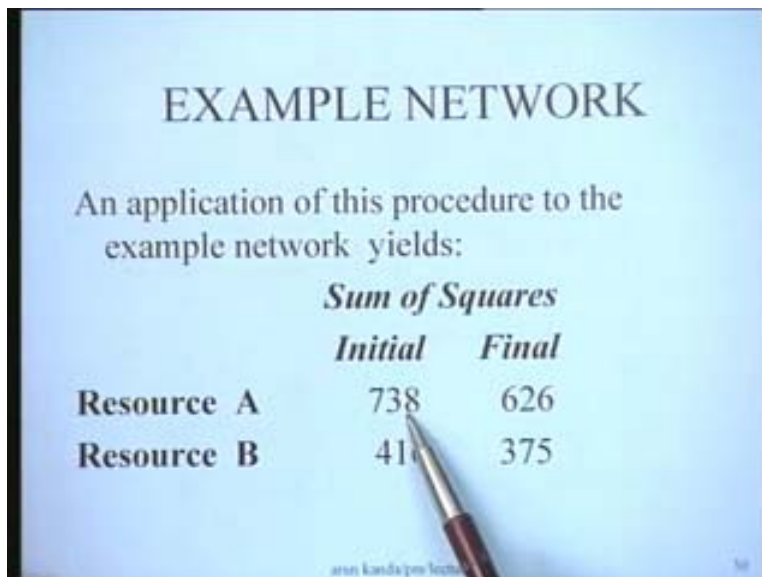 EXAMPLE NETWORK
An application of this procedure to the
example network yields:
Sum of Squares
Initial Final
Resource A 738 626
Resource B 375